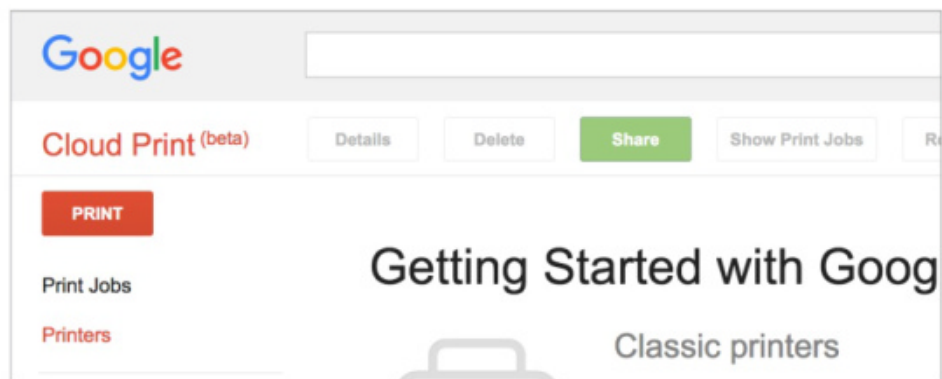 Google
Cloud Print (beta)
Details
Delete
Share
Show Print Jobs
PRINT
Print Jobs
Printers
Getting Started with Goog
Classic printers